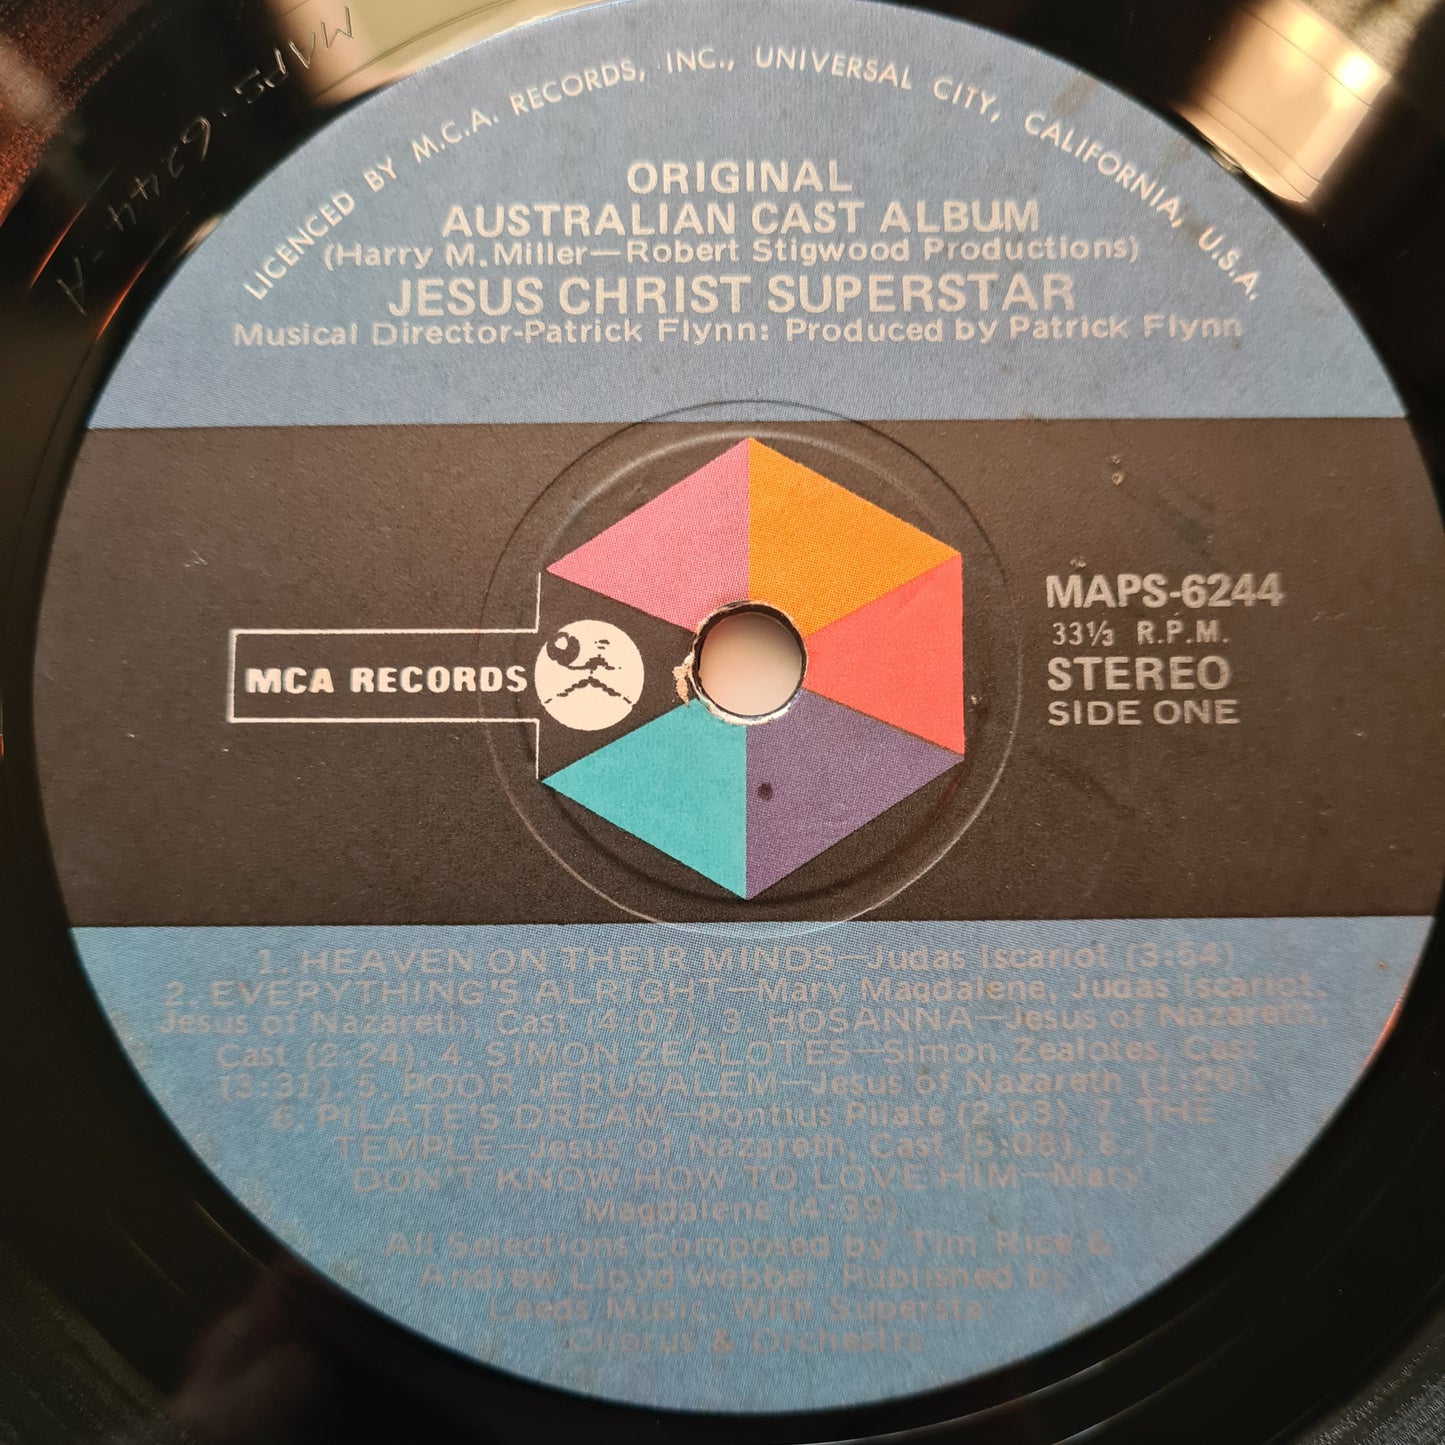 MAPS-6244-A
LICENCED BY M.C.A. RECORDS, INC., UNIVERSAL CITY, CALIFORNIA, U.S.A.
ORIGINAL
AUSTRALIAN CAST ALBUM
(Harry M. Miller—Robert Stigwood Productions)
JESUS CHRIST SUPERSTAR
Musical Director-Patrick Flynn: Produced by Patrick Flynn
MCA RECORDS
MAPS-6244
33⅓ R.P.M.
STEREO
SIDE ONE
1. HEAVEN ON THEIR MINDS—Judas Iscariot (3:54)
2. EVERYTHING'S ALRIGHT—Mary Magdalene, Judas Iscariot,
Jesus of Nazareth, Cast (4:07), 3. HOSANNA—Jesus of Nazareth,
Cast (2:24), 4. SIMON ZEALOTES—Simon Zealotes, Cast
(3:31), 5. POOR JERUSALEM—Jesus of Nazareth (1:20)
6. PILATE'S DREAM—Pontius Pilate (2:03), 7. THE
TEMPLE—Jesus of Nazareth, Cast (5:08), 8. I
DON'T KNOW HOW TO LOVE HIM—Mary
Magdalene (4:39)
All Selections Composed by Tim Rice &
Andrew Lloyd Webber, Published by
Leeds Music, With Superstar
Chorus & Orchestra